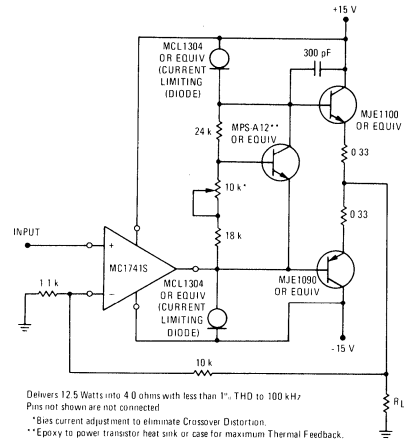 +15 V
MCL1304
OR EQUIV
(CURRENT
LIMITING
(DIODE)
300 pF
MJE1100
OR EQUIV
MPS-A12**
OR EQUIV
24 k
0 33
10 k*
0 33
INPUT
18 k
+
MC1741S
MJE1090
OR EQUIV
MCL1304
OR EQUIV
(CURRENT
LIMITING
DIODE)
1 1 k
–
-15 V
10 k
RL
Delivers 12.5 Watts into 4 0 ohms with less than 1% THD to 100 kHz
Pins not shown are not connected
*Bias current adjustment to eliminate Crossover Distortion.
**Epoxy to power transistor heat sink or case for maximum Thermal Feedback.